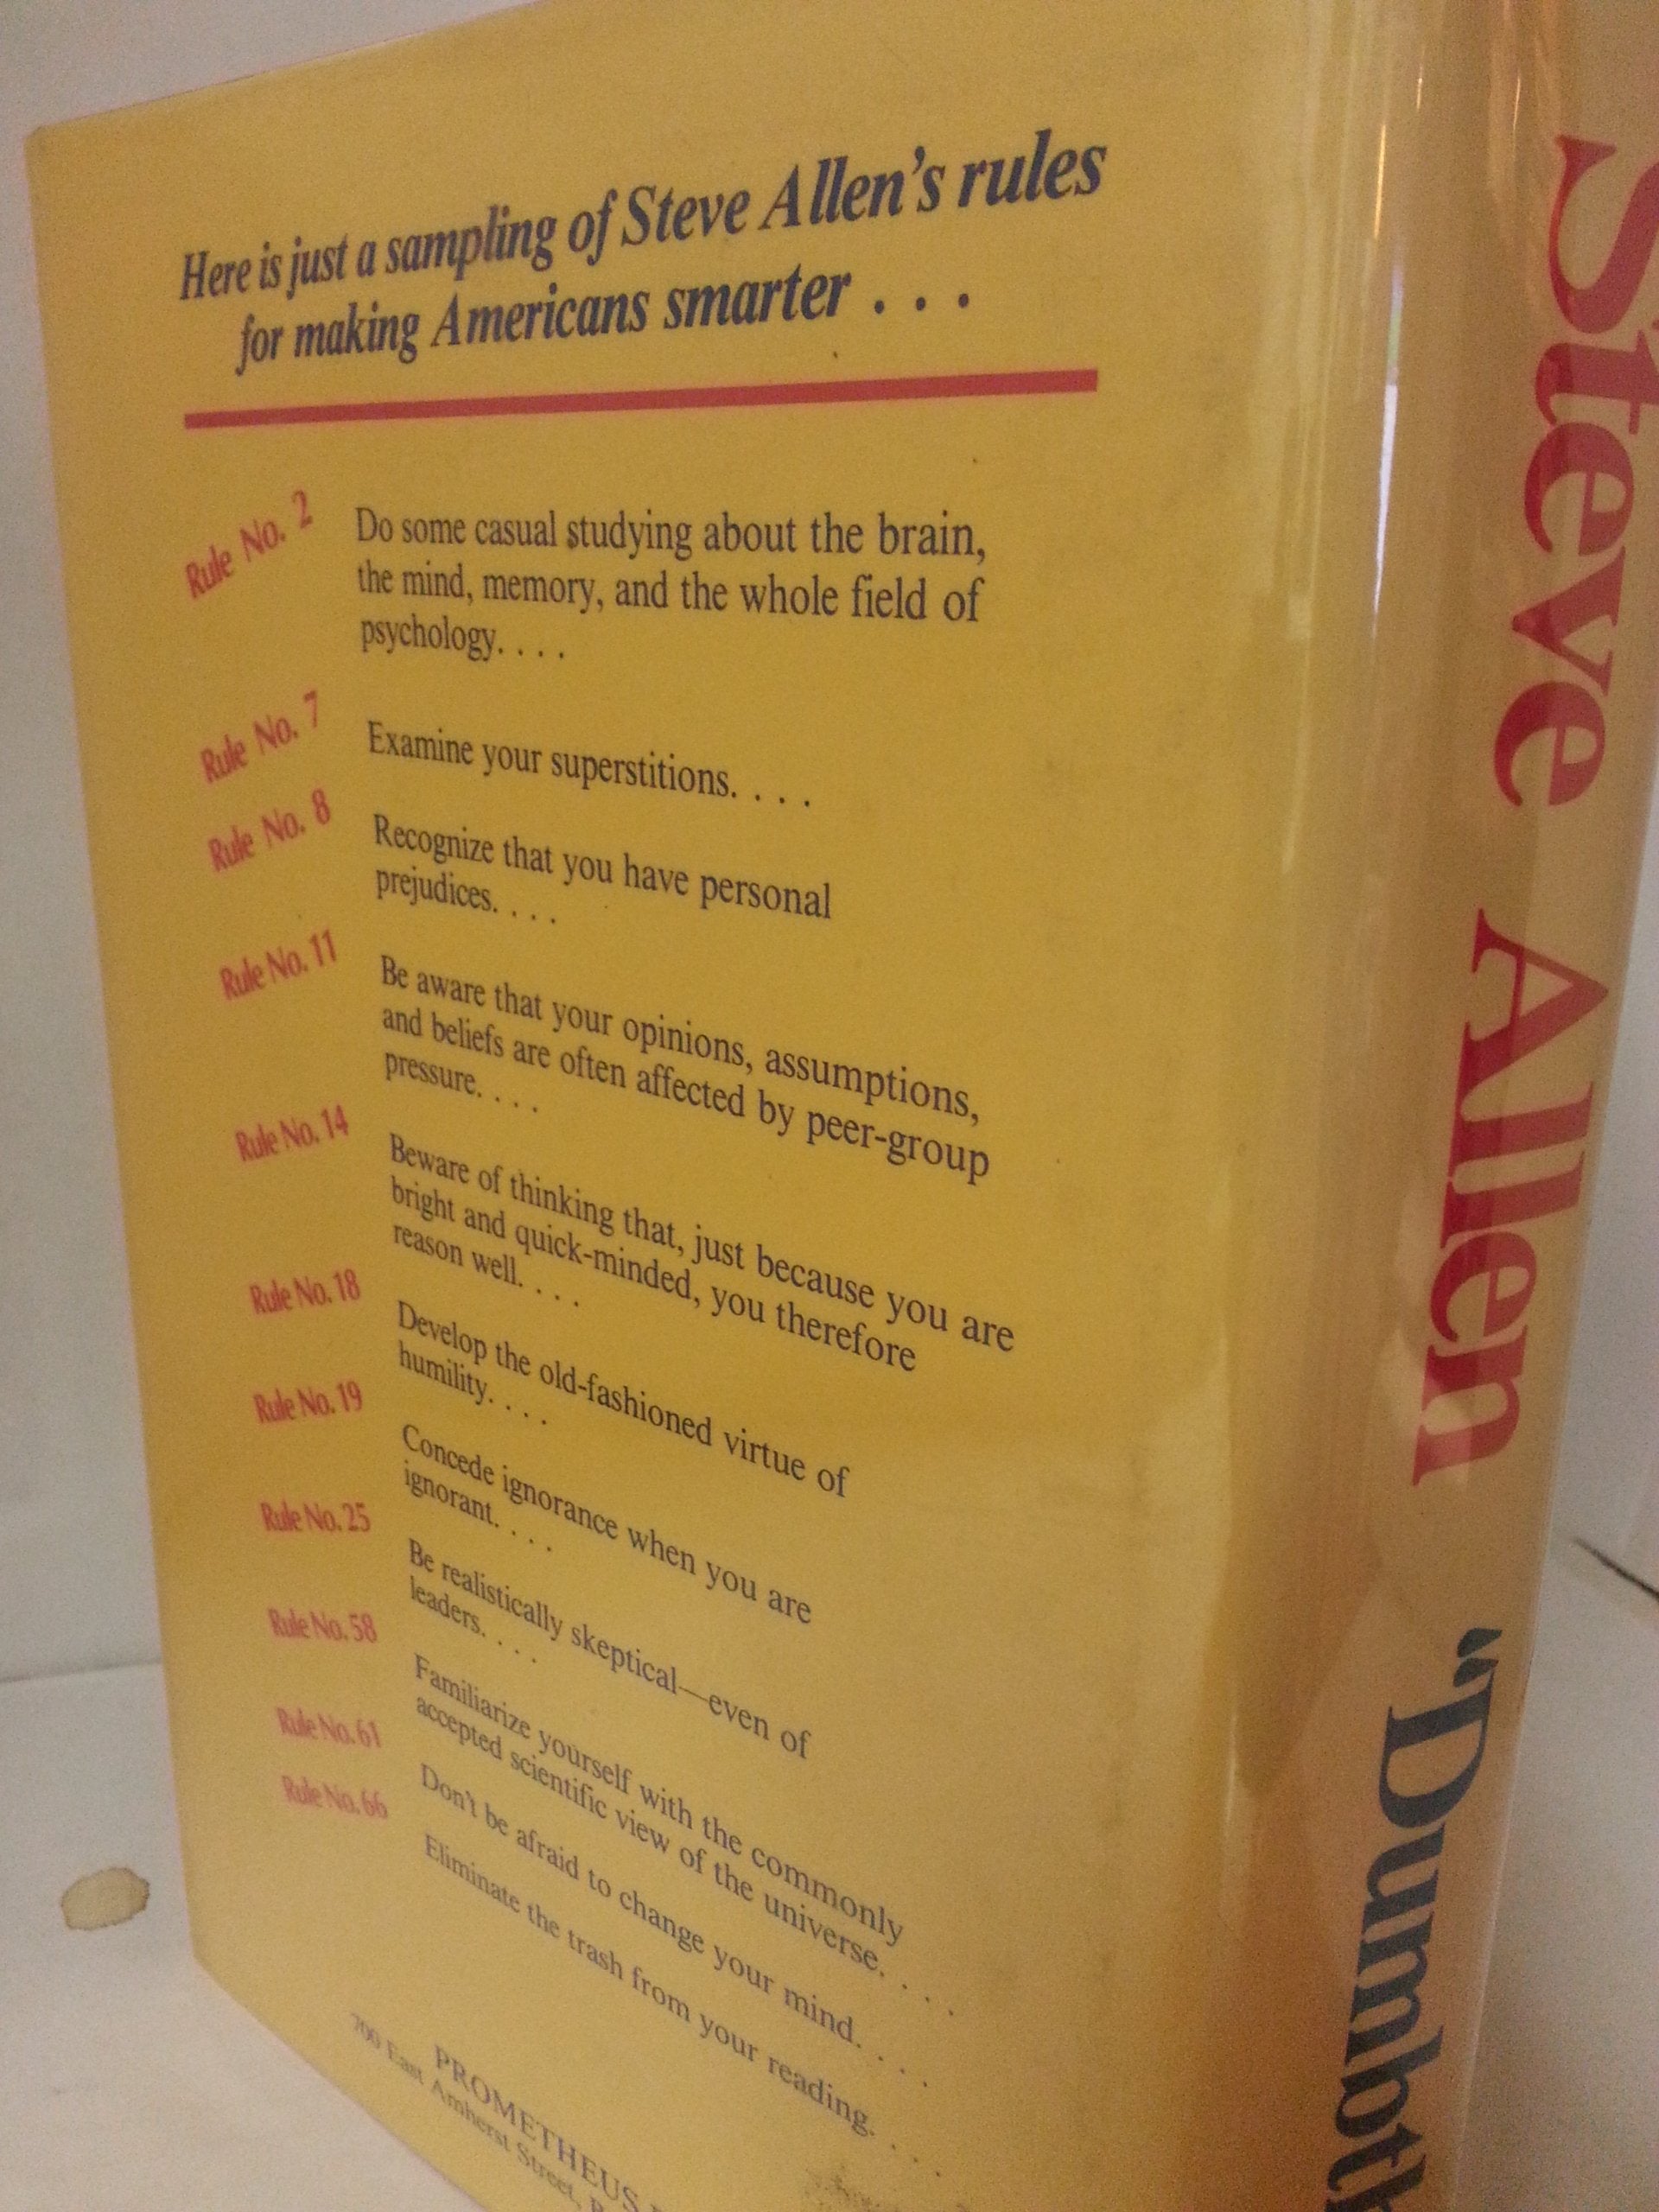 Here is just a sampling of Steve Allen's rules
for making Americans smarter . . .
Rule No. 2
Do some casual studying about the brain,
the mind, memory, and the whole field of
psychology. . . .
Rule No. 7
Examine your superstitions. . . .
Rule No. 8
Recognize that you have personal
prejudices. . . .
Rule No. 11
Be aware that your opinions, assumptions,
and beliefs are often affected by peer-group
pressure. . . .
Rule No. 14
Beware of thinking that, just because you are
bright and quick-minded, you therefore
reason well. . . .
Rule No. 18
Develop the old-fashioned virtue of
humility. . . .
Rule No. 19
Concede ignorance when you are
ignorant. . . .
Rule No. 25
Be realistically skeptical—even of
leaders. . . .
Rule No. 58
Familiarize yourself with the commonly
accepted scientific view of the universe. . . .
Rule No. 61
Don't be afraid to change your mind. . . .
Rule No. 66
Eliminate the trash from your reading. . . .
PROMETHEUS
700 East Amherst Street,
Steve Allen
"Dumbth